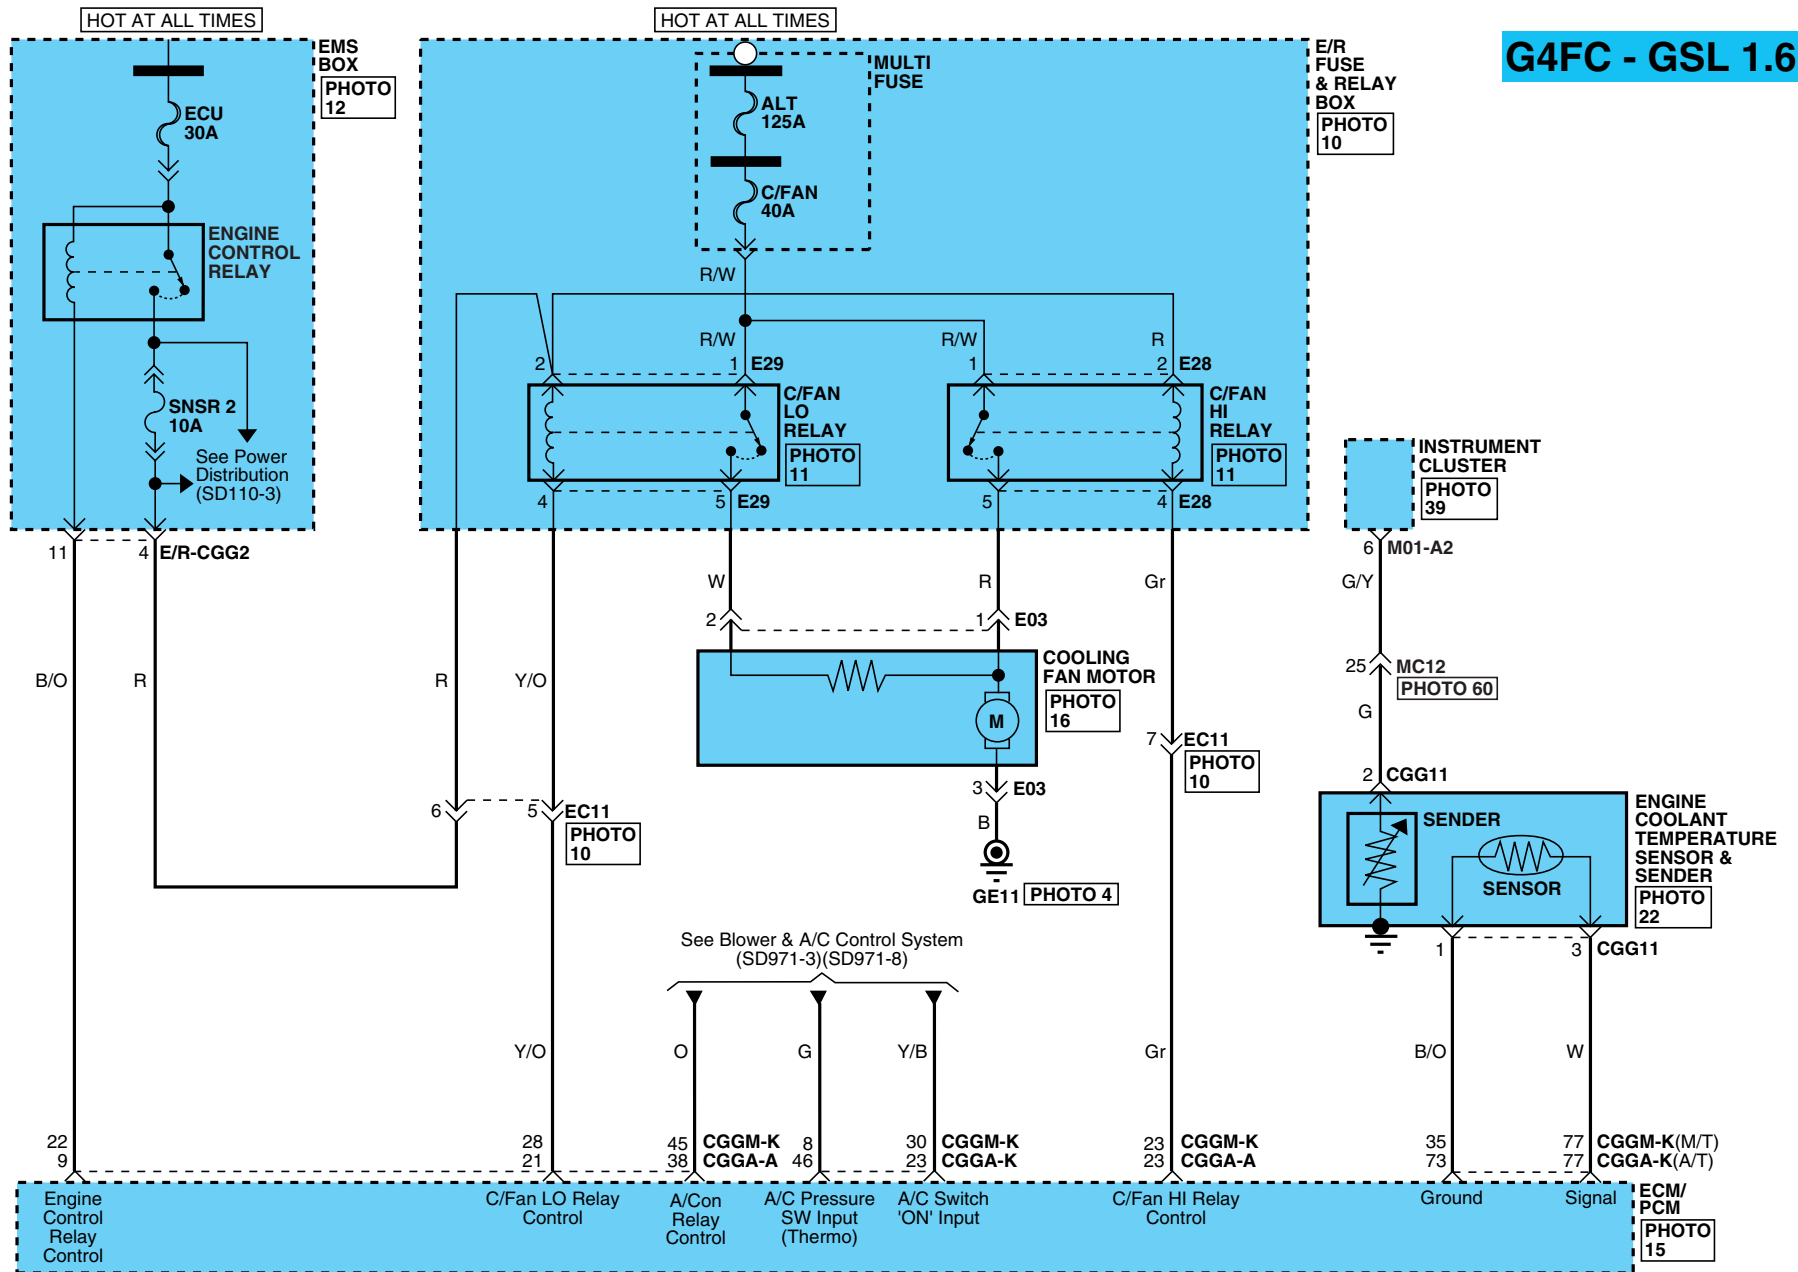 HOT AT ALL TIMES
HOT AT ALL TIMES
G4FC - GSL 1.6
EMS
BOX
PHOTO
12
ECU
30A
ENGINE
CONTROL
RELAY
SNSR 2
10A
See Power
Distribution
(SD110-3)
11
4
E/R-CGG2
MULTI
FUSE
ALT
125A
C/FAN
40A
E/R
FUSE
& RELAY
BOX
PHOTO
10
R/W
R/W
R/W
R
2
1
E29
1
2
E28
C/FAN
LO
RELAY
PHOTO
11
C/FAN
HI
RELAY
PHOTO
11
4
5
E29
5
4
E28
INSTRUMENT
CLUSTER
PHOTO
39
6
M01-A2
W
R
Gr
G/Y
2
1
E03
B/O
R
R
Y/O
COOLING
FAN MOTOR
PHOTO
16
M
25
MC12
PHOTO 60
G
7
EC11
PHOTO
10
3
E03
B
GE11
PHOTO 4
6
5
EC11
PHOTO
10
2
CGG11
SENDER
SENSOR
ENGINE
COOLANT
TEMPERATURE
SENSOR &
SENDER
PHOTO
22
1
3
CGG11
See Blower & A/C Control System
(SD971-3)(SD971-8)
Y/O
O
G
Y/B
Gr
B/O
W
22
9
28
21
45
38
CGGM-K
CGGA-A
8
46
30
23
CGGM-K
CGGA-K
23
23
CGGM-K
CGGA-A
35
73
77
77
CGGM-K(M/T)
CGGA-K(A/T)
Engine
Control
Relay
Control
C/Fan LO Relay
Control
A/Con
Relay
Control
A/C Pressure
SW Input
(Thermo)
A/C Switch
'ON' Input
C/Fan HI Relay
Control
Ground
Signal
ECM/
PCM
PHOTO
15